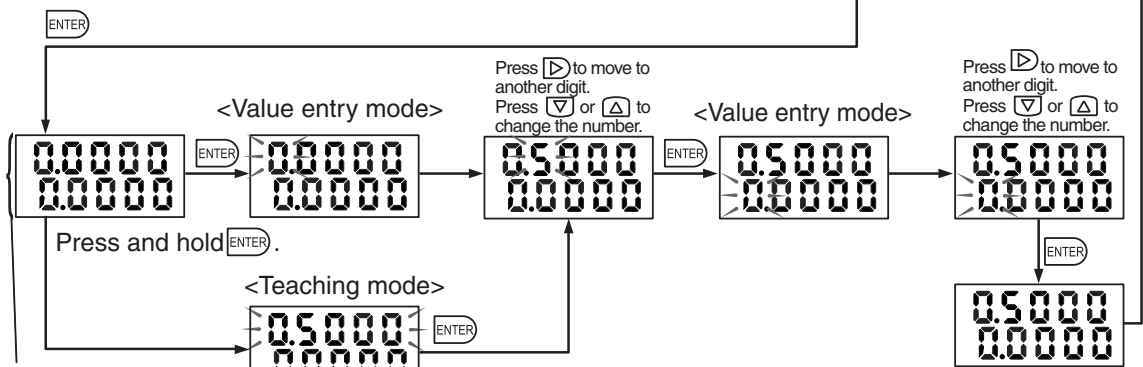 ENTER
Press ▷ to move to
another digit.
Press ▽ or △ to
change the number.
Press ▷ to move to
another digit.
Press ▽ or △ to
change the number.
<Value entry mode>
<Value entry mode>
0.0000
0.0000
ENTER
0.0000
0.0000
0.5000
0.0000
ENTER
0.5000
0.0000
0.5000
0.0000
Press and hold ENTER.
ENTER
<Teaching mode>
0.5000
ENTER
0.5000
0.0000